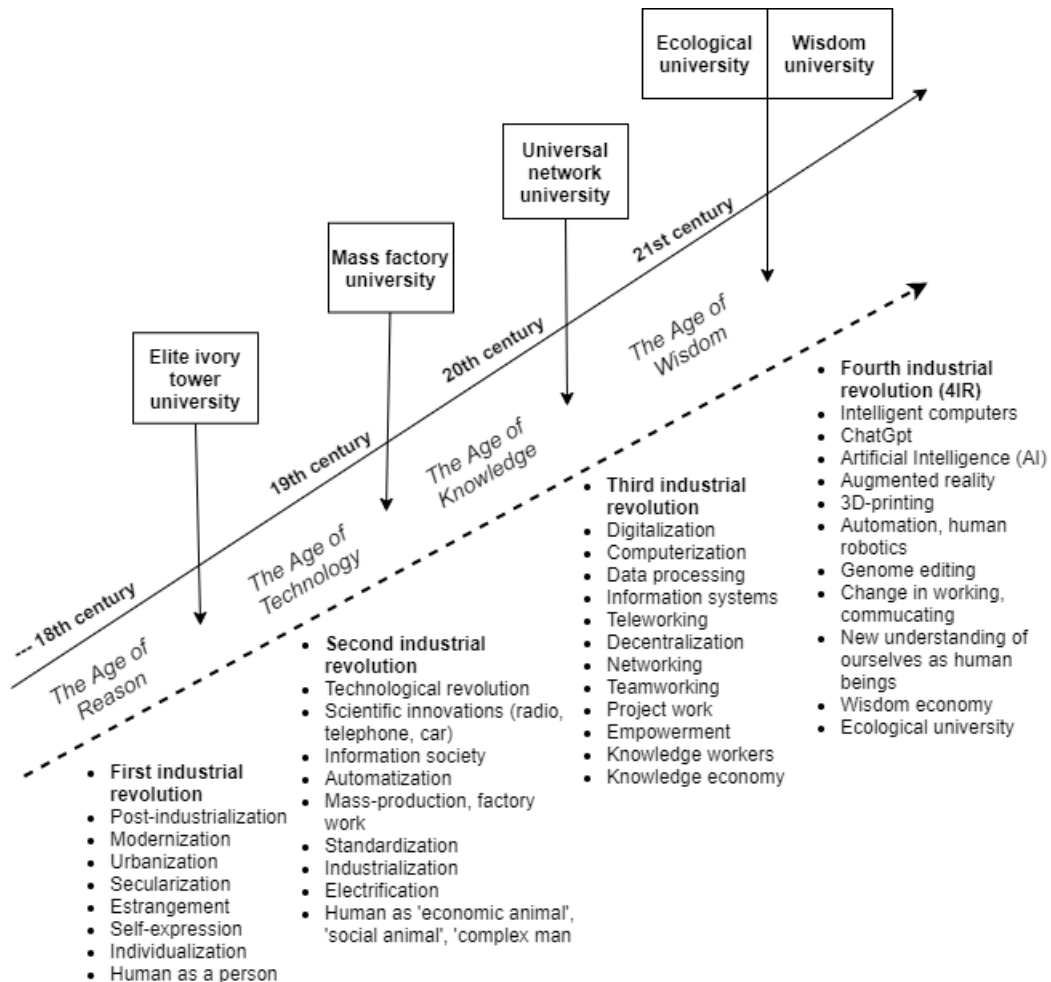 Ecological
university
Wisdom
university
Universal
network
university
Mass factory
university
Elite ivory
tower
university
--- 18th century
19th century
20th century
21st century
The Age of
Reason
The Age of
Technology
The Age of
Knowledge
The Age of
Wisdom
• First industrial
revolution
• Post-industrialization
• Modernization
• Urbanization
• Secularization
• Estrangement
• Self-expression
• Individualization
• Human as a person
• Second industrial
revolution
• Technological revolution
• Scientific innovations (radio,
telephone, car)
• Information society
• Automatization
• Mass-production, factory
work
• Standardization
• Industrialization
• Electrification
• Human as 'economic animal',
'social animal', 'complex man
• Third industrial
revolution
• Digitalization
• Computerization
• Data processing
• Information systems
• Teleworking
• Decentralization
• Networking
• Teamworking
• Project work
• Empowerment
• Knowledge workers
• Knowledge economy
• Fourth industrial
revolution (4IR)
• Intelligent computers
• ChatGpt
• Artificial Intelligence (AI)
• Augmented reality
• 3D-printing
• Automation, human
robotics
• Genome editing
• Change in working,
commucating
• New understanding of
ourselves as human
beings
• Wisdom economy
• Ecological university